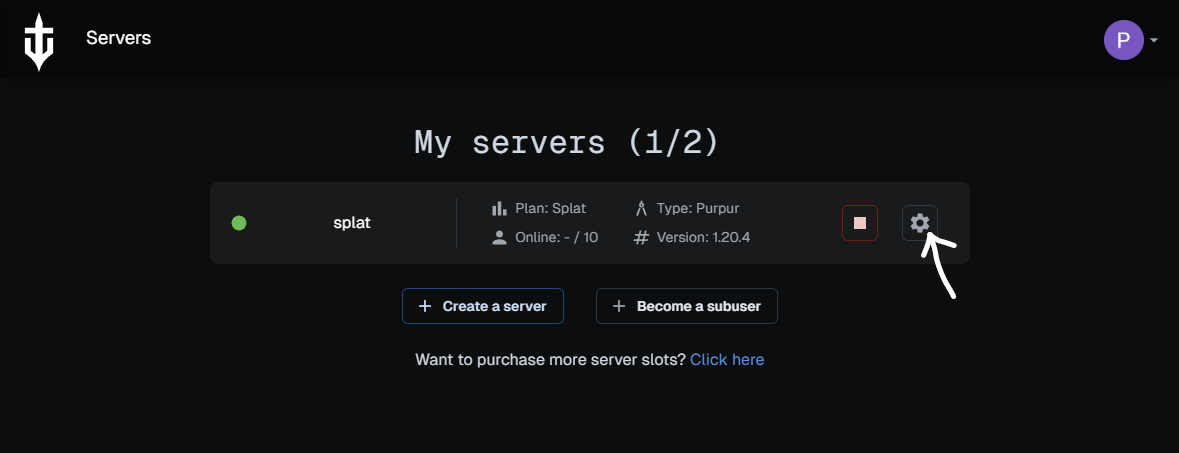 Servers
P
My servers (1/2)
splat
Plan: Splat
Type: Purpur
Online: - / 10
Version: 1.20.4
Create a server
Become a subuser
Want to purchase more server slots? Click here